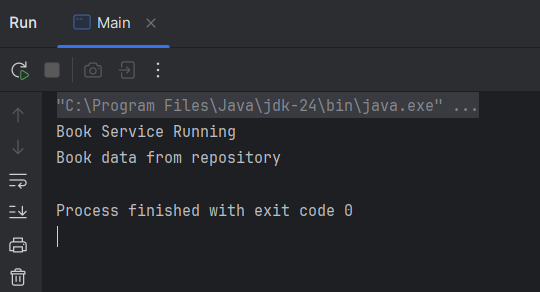 Run
Main
"C:\Program Files\Java\jdk-24\bin\java.exe" ...
Book Service Running
Book data from repository
Process finished with exit code 0